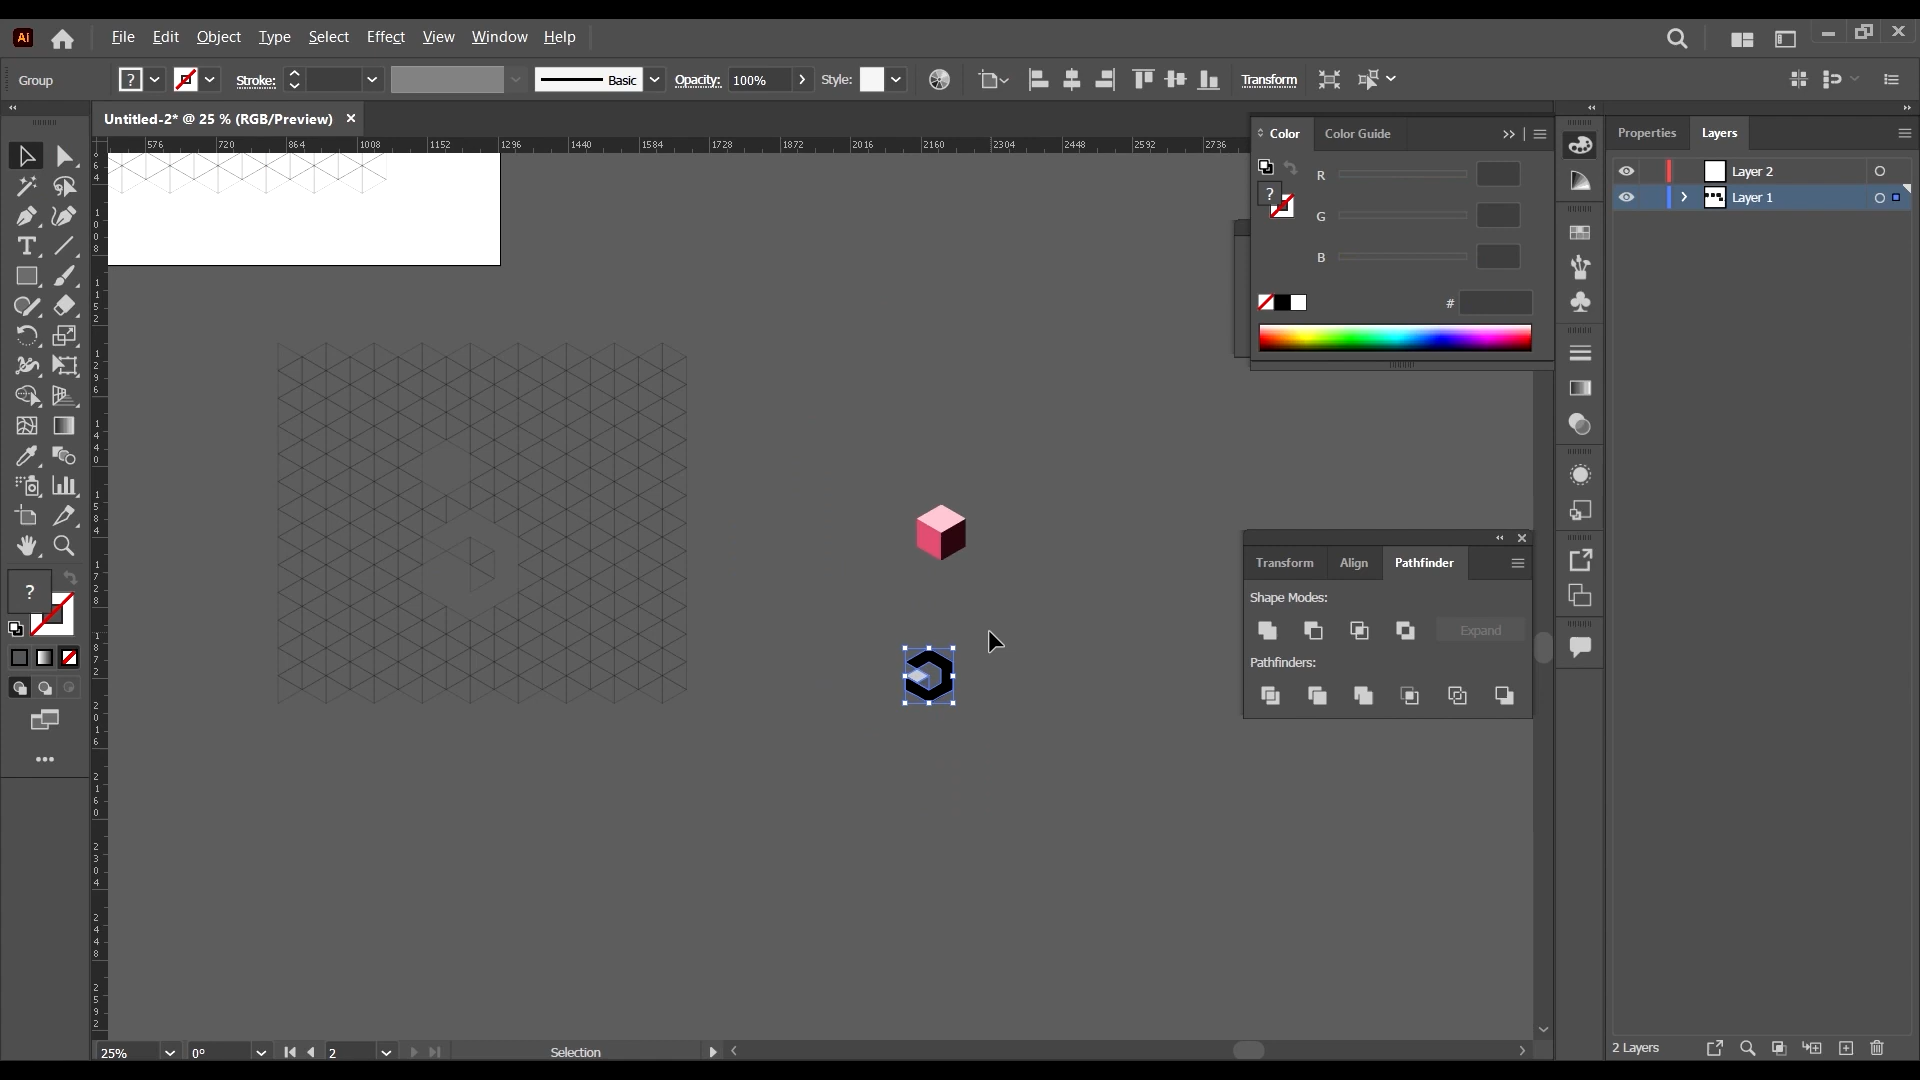 Ai File Edit Object Type Select Effect View Window Help
Group ? Stroke: Basic Opacity: 100% Style: Transform
Untitled-2* @ 25 % (RGB/Preview)
576 720 864 1008 1152 1296 1440 1584 1728 1872 2016 2160 2304 2448 2592 2736
Color Color Guide
R
G
B
#
?
Properties Layers
Layer 2
Layer 1
Transform Align Pathfinder
Shape Modes:
Expand
Pathfinders:
?
25% 0° 2 Selection
2 Layers